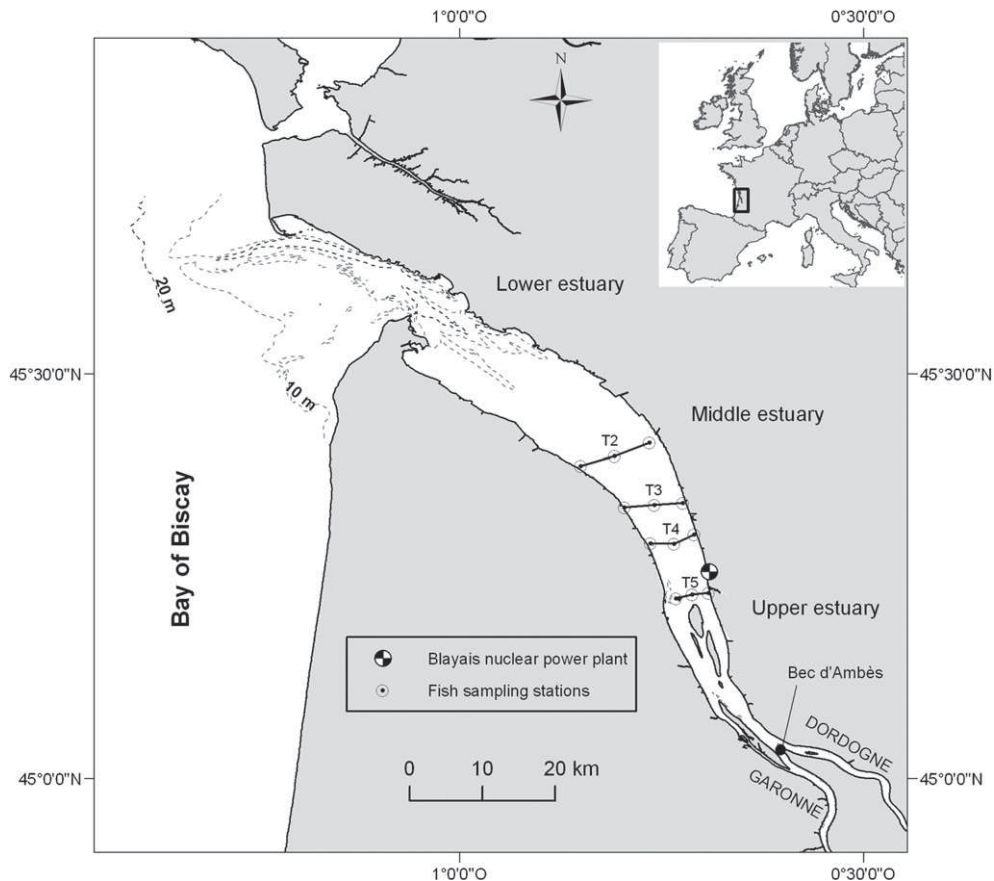 1°0'0"O
0°30'0"O
N
Lower estuary
20 m
45°30'0"N
45°30'0"N
10 m
Middle estuary
T2
T3
T4
Bay of Biscay
T5
Upper estuary
Blayais nuclear power plant
Bec d'Ambès
Fish sampling stations
DORDOGNE
0 10 20 km
45°0'0"N
45°0'0"N
GARONNE
1°0'0"O
0°30'0"O